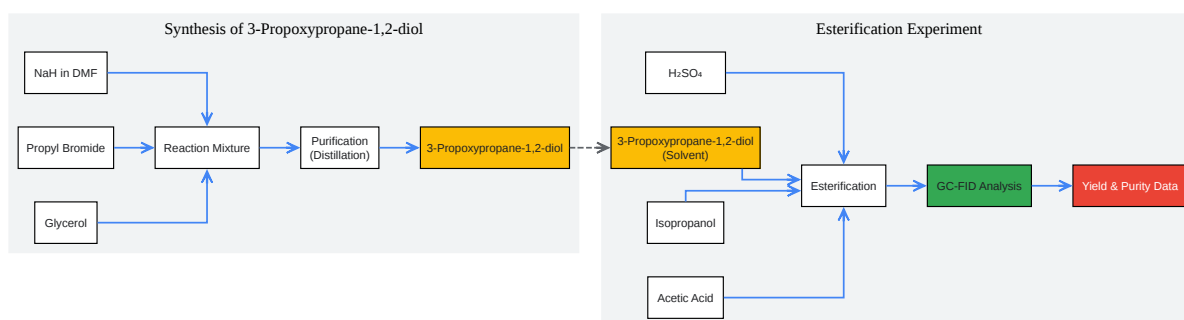 Synthesis of 3-Propoxypropane-1,2-diol
NaH in DMF
Propyl Bromide
Reaction Mixture
Purification
(Distillation)
3-Propoxypropane-1,2-diol
Glycerol
Esterification Experiment
H₂SO₄
3-Propoxypropane-1,2-diol
(Solvent)
Esterification
GC-FID Analysis
Yield & Purity Data
Isopropanol
Acetic Acid